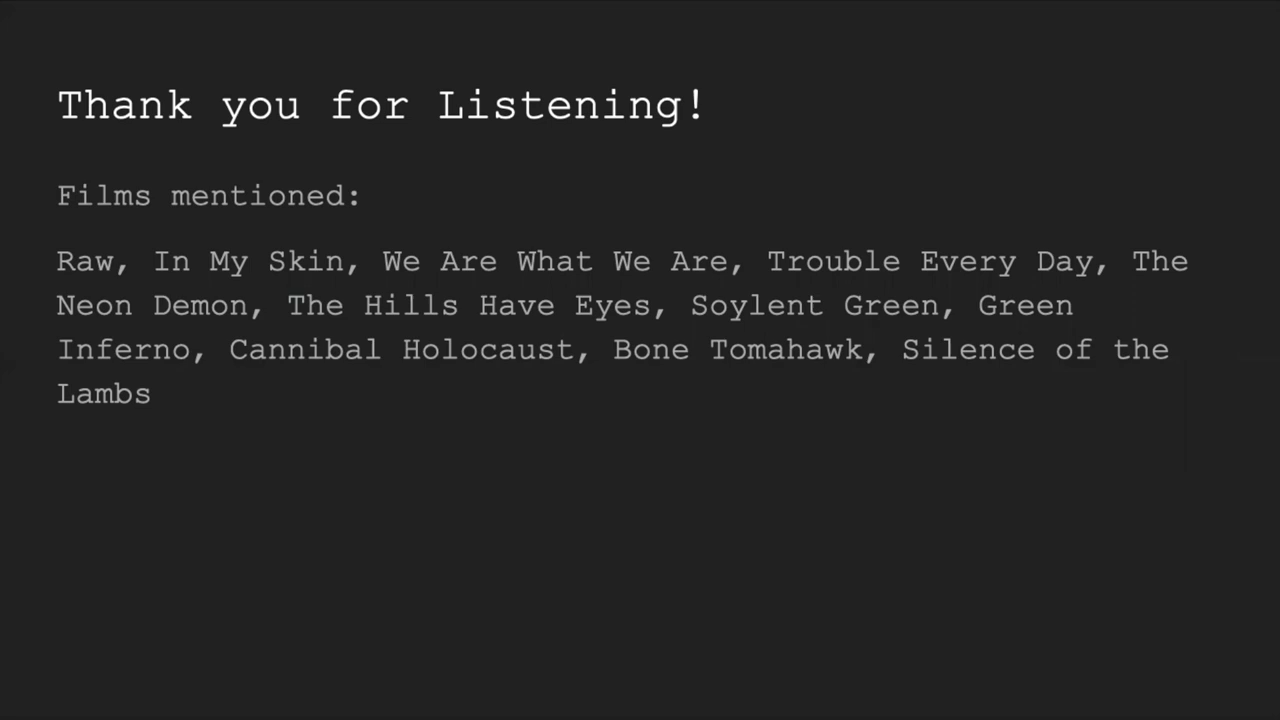 Thank you for Listening!
Films mentioned:
Raw, In My Skin, We Are What We Are, Trouble Every Day, The
Neon Demon, The Hills Have Eyes, Soylent Green, Green
Inferno, Cannibal Holocaust, Bone Tomahawk, Silence of the
Lambs